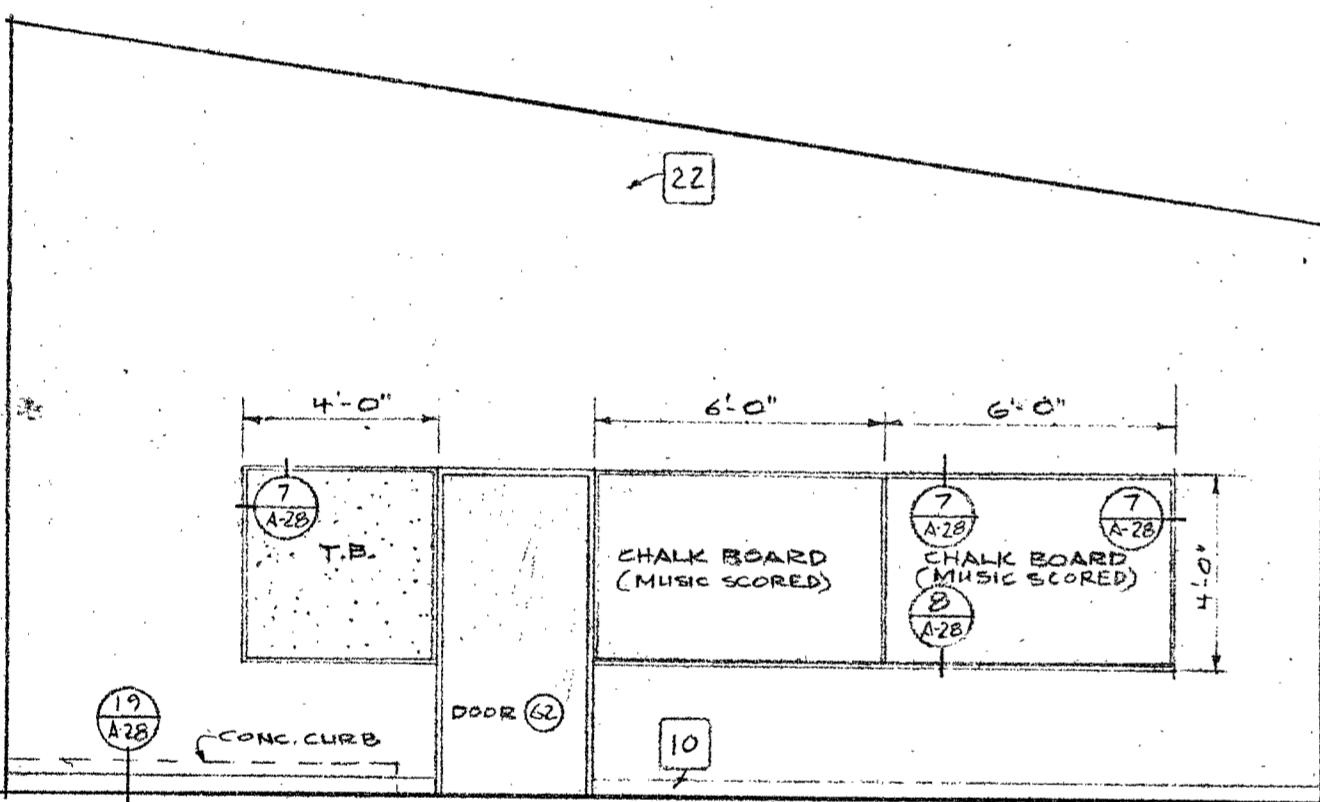 22
4'-0"
6'-0"
6'-0"
7
A-28
T.B.
CHALK BOARD
(MUSIC SCORED)
7
A-28
7
A-28
CHALK BOARD
(MUSIC SCORED)
8
A-28
4'-0"
19
A-28
CONC. CURB
DOOR 62
10